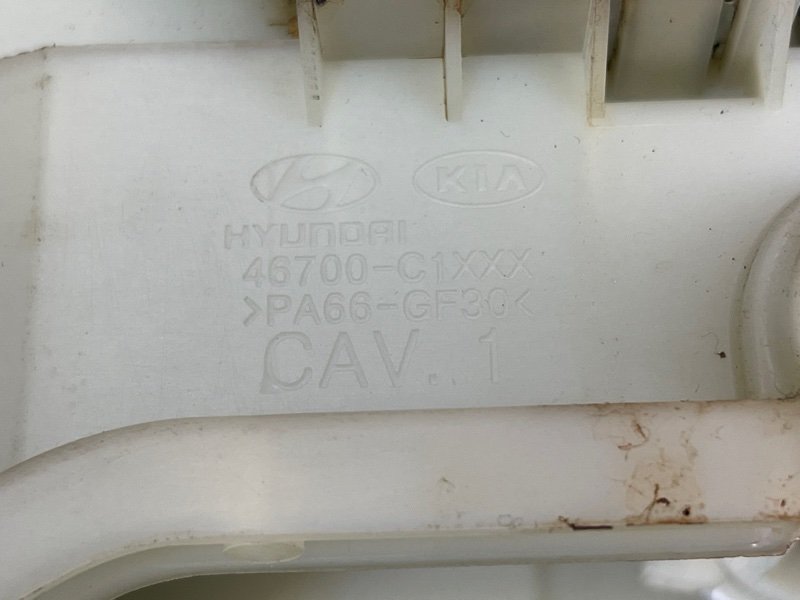 KIA
HYUNDAI
46700-C1XXX
>PA66-GF30<
CAV. 1